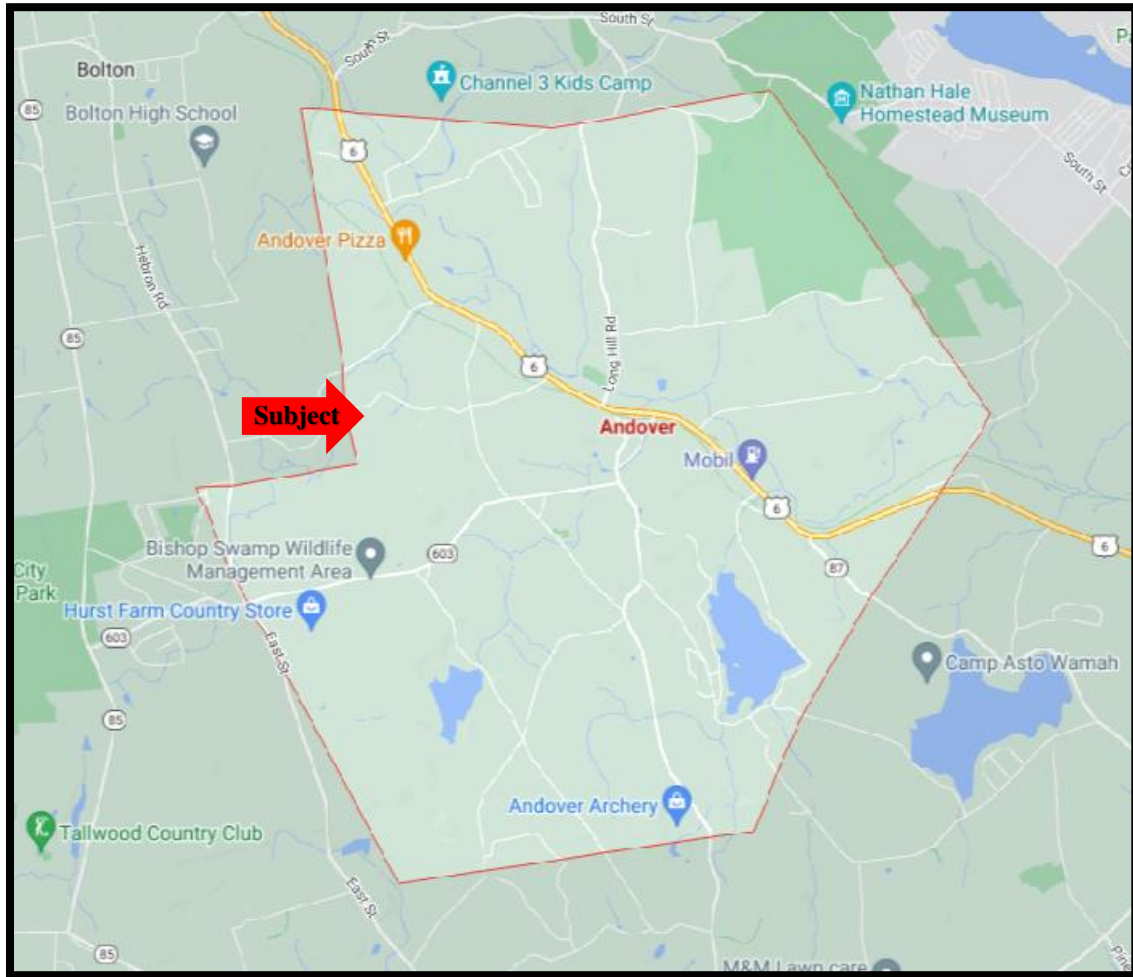 South St
South St
Bolton
Channel 3 Kids Camp
85
Nathan Hale
Homestead Museum
Bolton High School
6
South St
Andover Pizza
Hebron Rd
85
6
Long Hill Rd
Subject
Andover
Mobil
6
6
Bishop Swamp Wildlife
Management Area
603
City
Park
87
Hurst Farm Country Store
603
East St
Camp Asto Wamah
85
Andover Archery
Tallwood Country Club
East St
85
M&M Lawn care